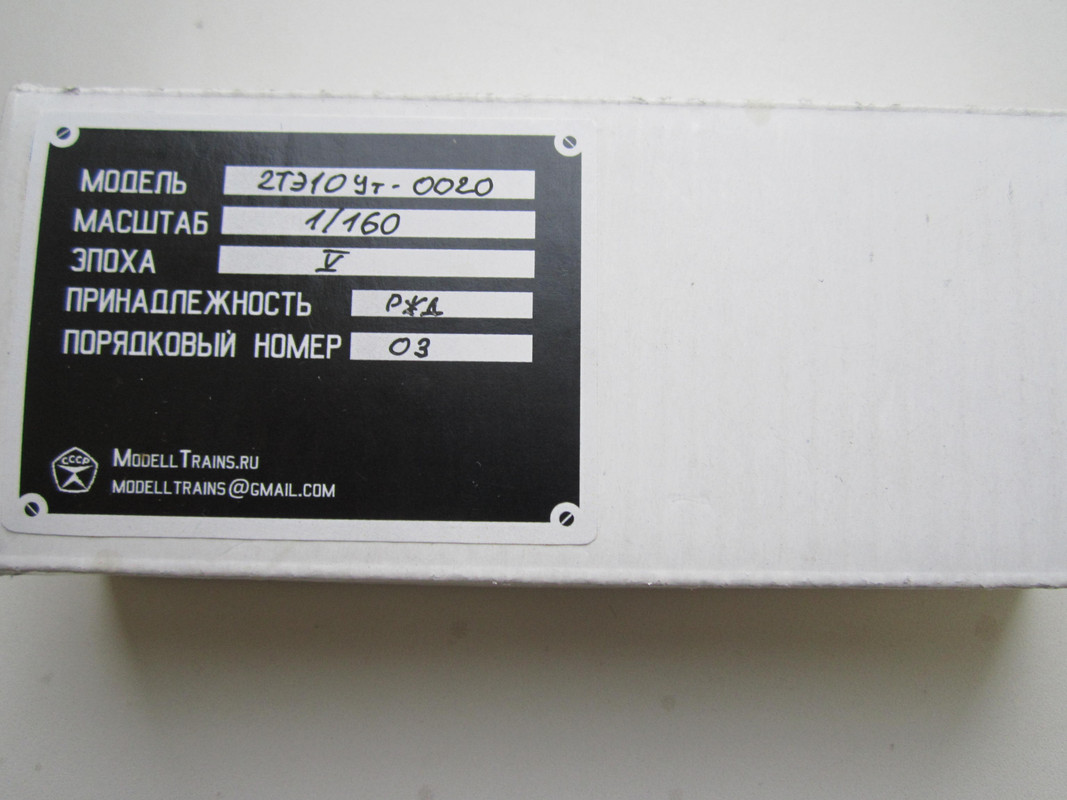 МОДЕЛЬ 2ТЭ10Ут-0020
МАСШТАБ 1/160
ЭПОХА V
ПРИНАДЛЕЖНОСТЬ РЖД
ПОРЯДКОВЫЙ НОМЕР 03
СССР
MODELLTRAINS.RU
MODELLTRAINS@GMAIL.COM